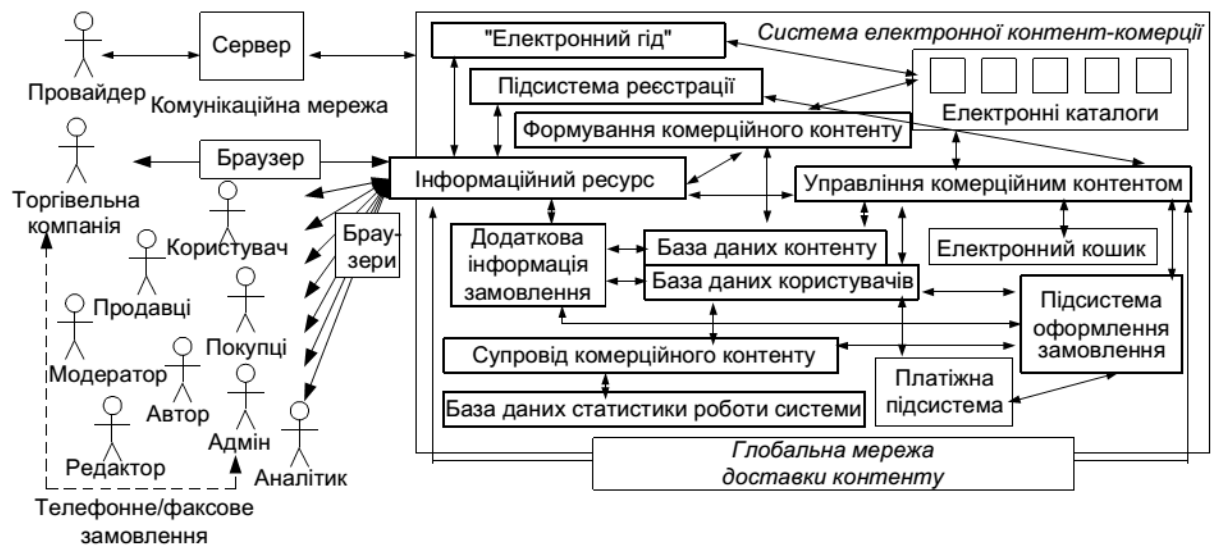 Система електронної контент-комерції
Сервер
"Електронний гід"
Провайдер
Комунікаційна мережа
Підсистема реєстрації
Електронні каталоги
Формування комерційного контенту
Браузер
Інформаційний ресурс
Управління комерційним контентом
Торгівельна
компанія
Користувач
Брау-
зери
Додаткова
інформація
замовлення
База даних контенту
Електронний кошик
База даних користувачів
Продавці
Покупці
Підсистема
оформлення
замовлення
Модератор
Автор
Супровід комерційного контенту
Платіжна
підсистема
База даних статистики роботи системи
Редактор
Адмін
Аналітик
Глобальна мережа
доставки контенту
Телефонне/факсове
замовлення